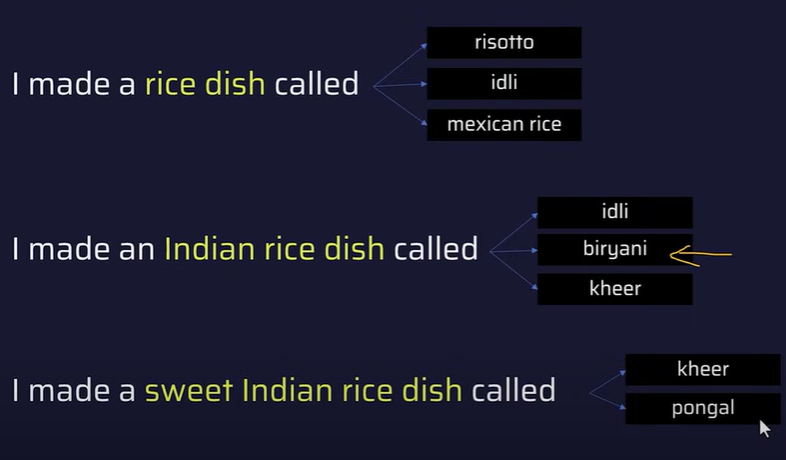 I made a rice dish called
risotto
idli
mexican rice
I made an Indian rice dish called
idli
biryani
kheer
I made a sweet Indian rice dish called
kheer
pongal